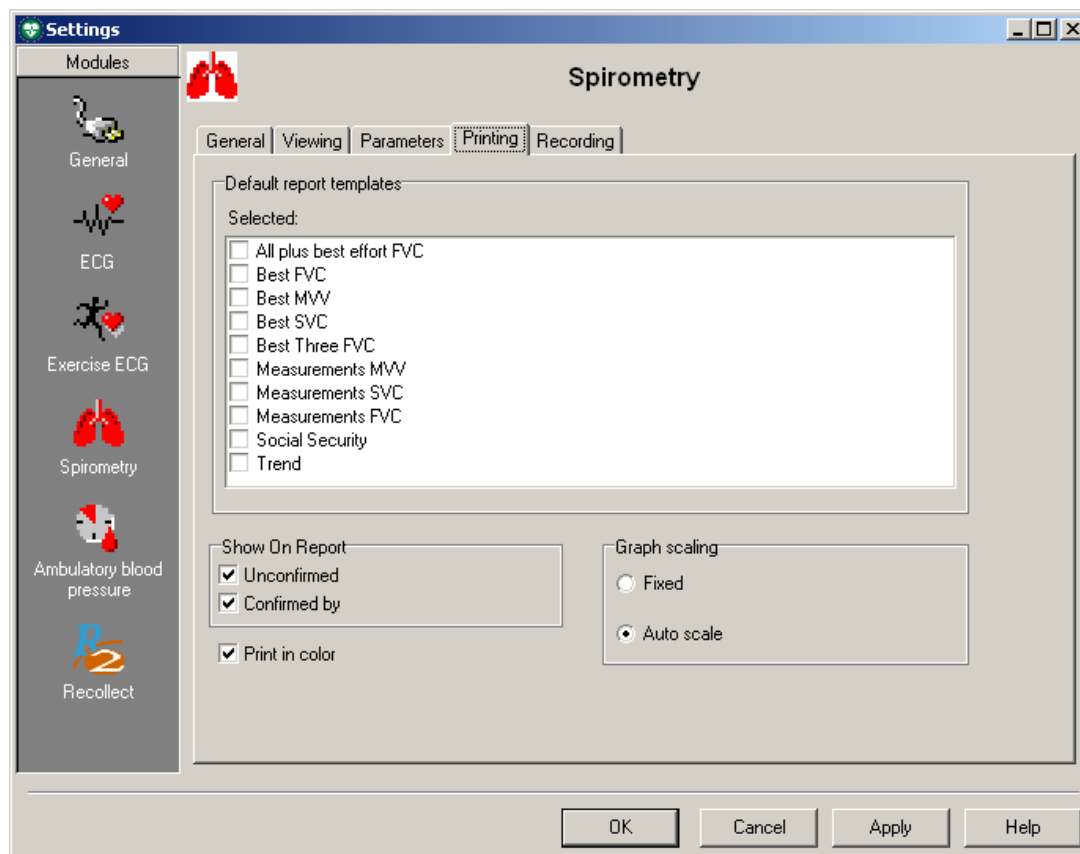 Settings
Modules
General
ECG
Exercise ECG
Spirometry
Ambulatory blood
pressure
R2
Recollect
Spirometry
General Viewing Parameters Printing Recording
Default report templates
Selected:
All plus best effort FVC
Best FVC
Best MVV
Best SVC
Best Three FVC
Measurements MVV
Measurements SVC
Measurements FVC
Social Security
Trend
Show On Report
Unconfirmed
Confirmed by
Print in color
Graph scaling
Fixed
Auto scale
OK Cancel Apply Help